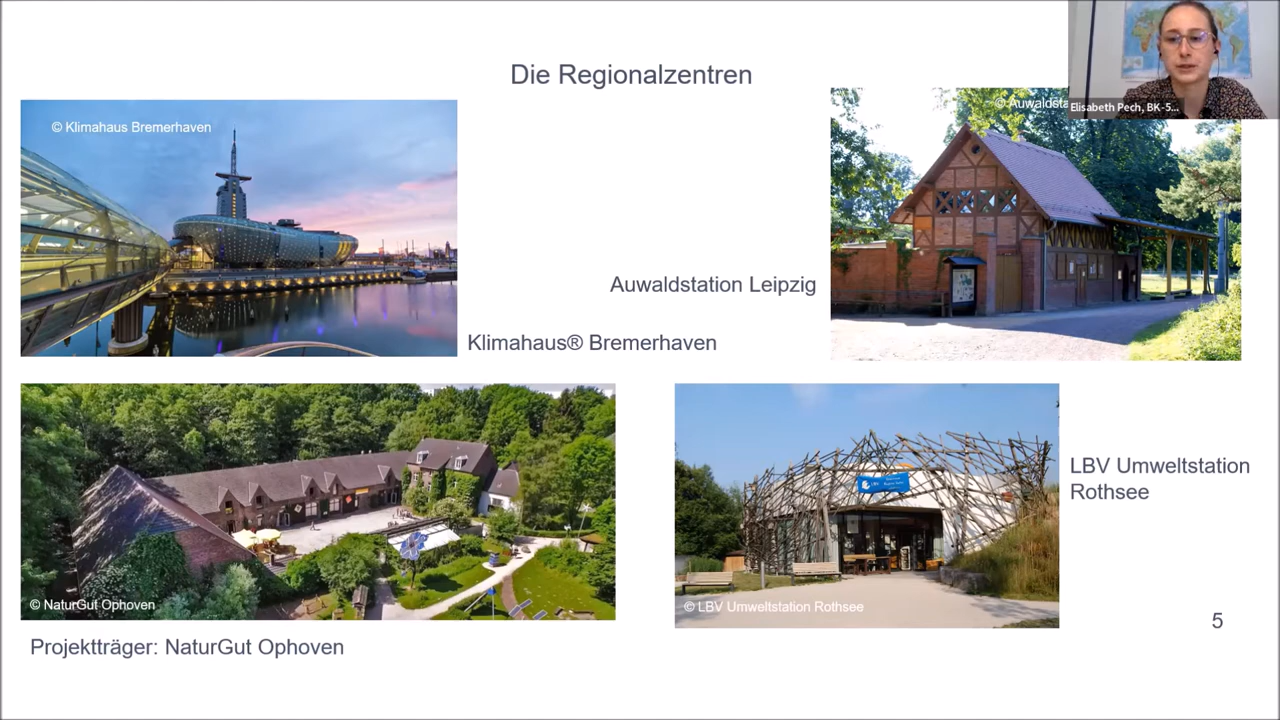 Die Regionalzentren
© Klimahaus Bremerhaven
©
Elisabeth Pech, BK-5...
Auwaldstation Leipzig
Klimahaus® Bremerhaven
LBV Umweltstation
Rothsee
© NaturGut Ophoven
© LBV Umweltstation Rothsee
5
Projektträger: NaturGut Ophoven